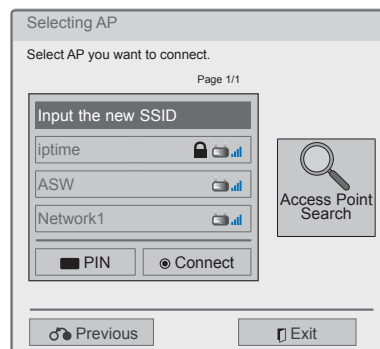 Selecting AP
Select AP you want to connect.
Page 1/1
Input the new SSID
iptime
ASW
Network1
PIN
Connect
Access Point
Search
Previous
Exit